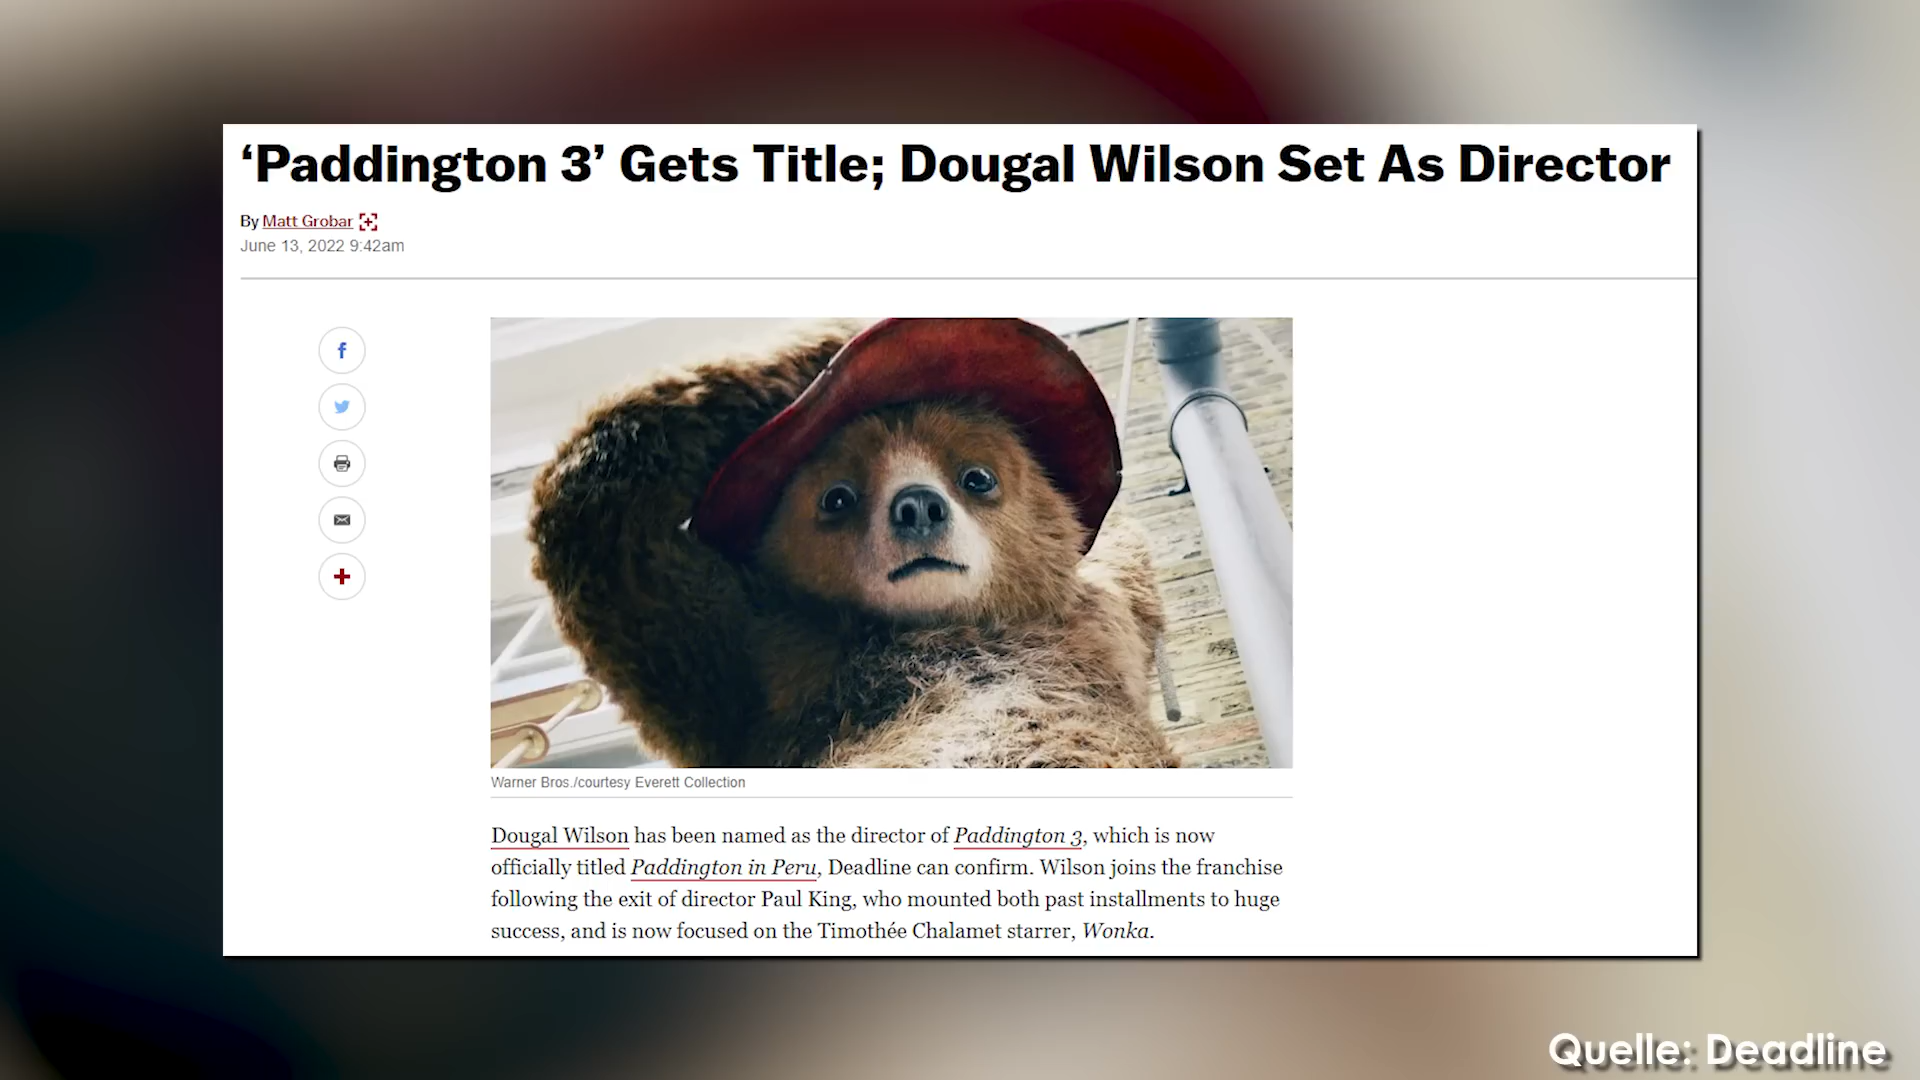 ‘Paddington 3’ Gets Title; Dougal Wilson Set As Director
By Matt Grobar
June 13, 2022 9:42am
Warner Bros./courtesy Everett Collection
Dougal Wilson has been named as the director of Paddington 3, which is now
officially titled Paddington in Peru, Deadline can confirm. Wilson joins the franchise
following the exit of director Paul King, who mounted both past installments to huge
success, and is now focused on the Timothée Chalamet starrer, Wonka.
Quelle: Deadline